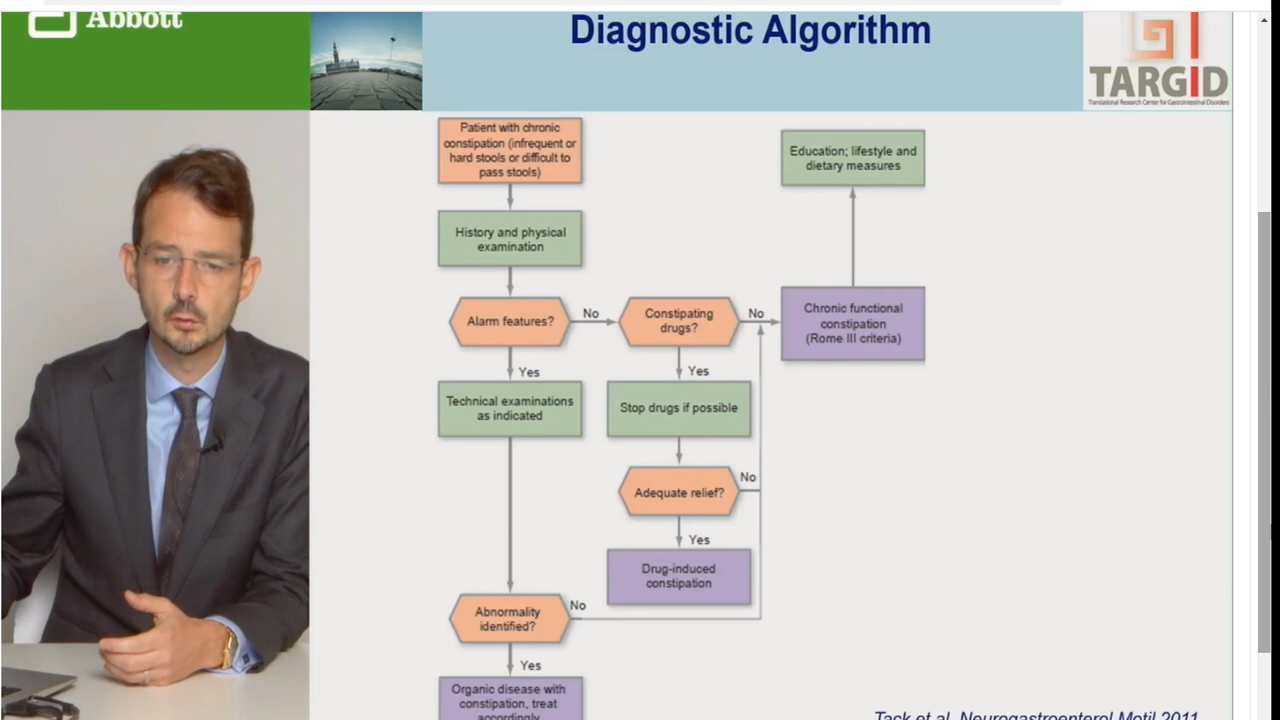 Abbott
Diagnostic Algorithm
TARGID
Translational Research Center for Gastrointestinal Disorders
Patient with chronic
constipation (infrequent or
hard stools or difficult to
pass stools)
Education; lifestyle and
dietary measures
History and physical
examination
Alarm features?
No
Constipating
drugs?
No
Chronic functional
constipation
(Rome III criteria)
Yes
Yes
Technical examinations
as indicated
Stop drugs if possible
Adequate relief?
No
Yes
Drug-induced
constipation
Abnormality
identified?
No
Yes
Organic disease with
constipation, treat
accordingly
Tack et al. Neurogastroenterol Motil 2011